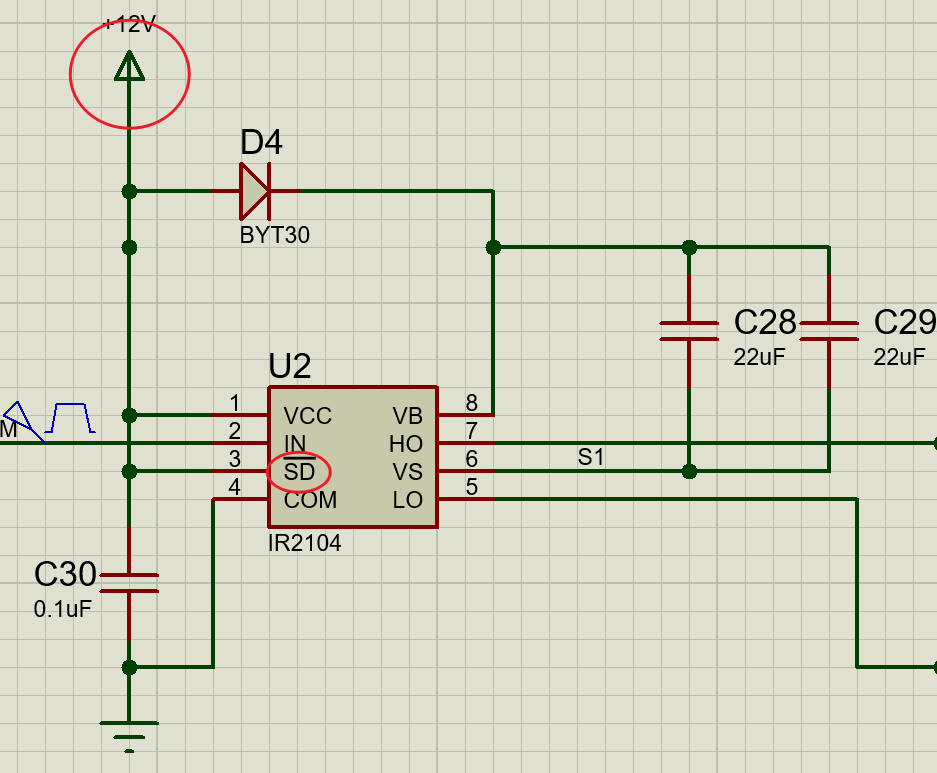 +12V
D4
BYT30
C28
22uF
C29
22uF
U2
1 VCC VB 8
2 IN HO 7
3 SD VS 6 S1
4 COM LO 5
IR2104
M
C30
0.1uF